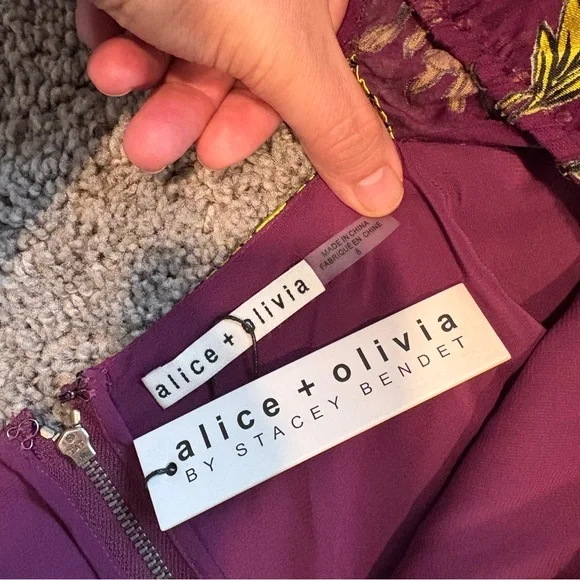 MADE IN CHINA
FABRIQUÉ EN CHINE
8
alice + olivia
alice + olivia
BY STACEY BENDET